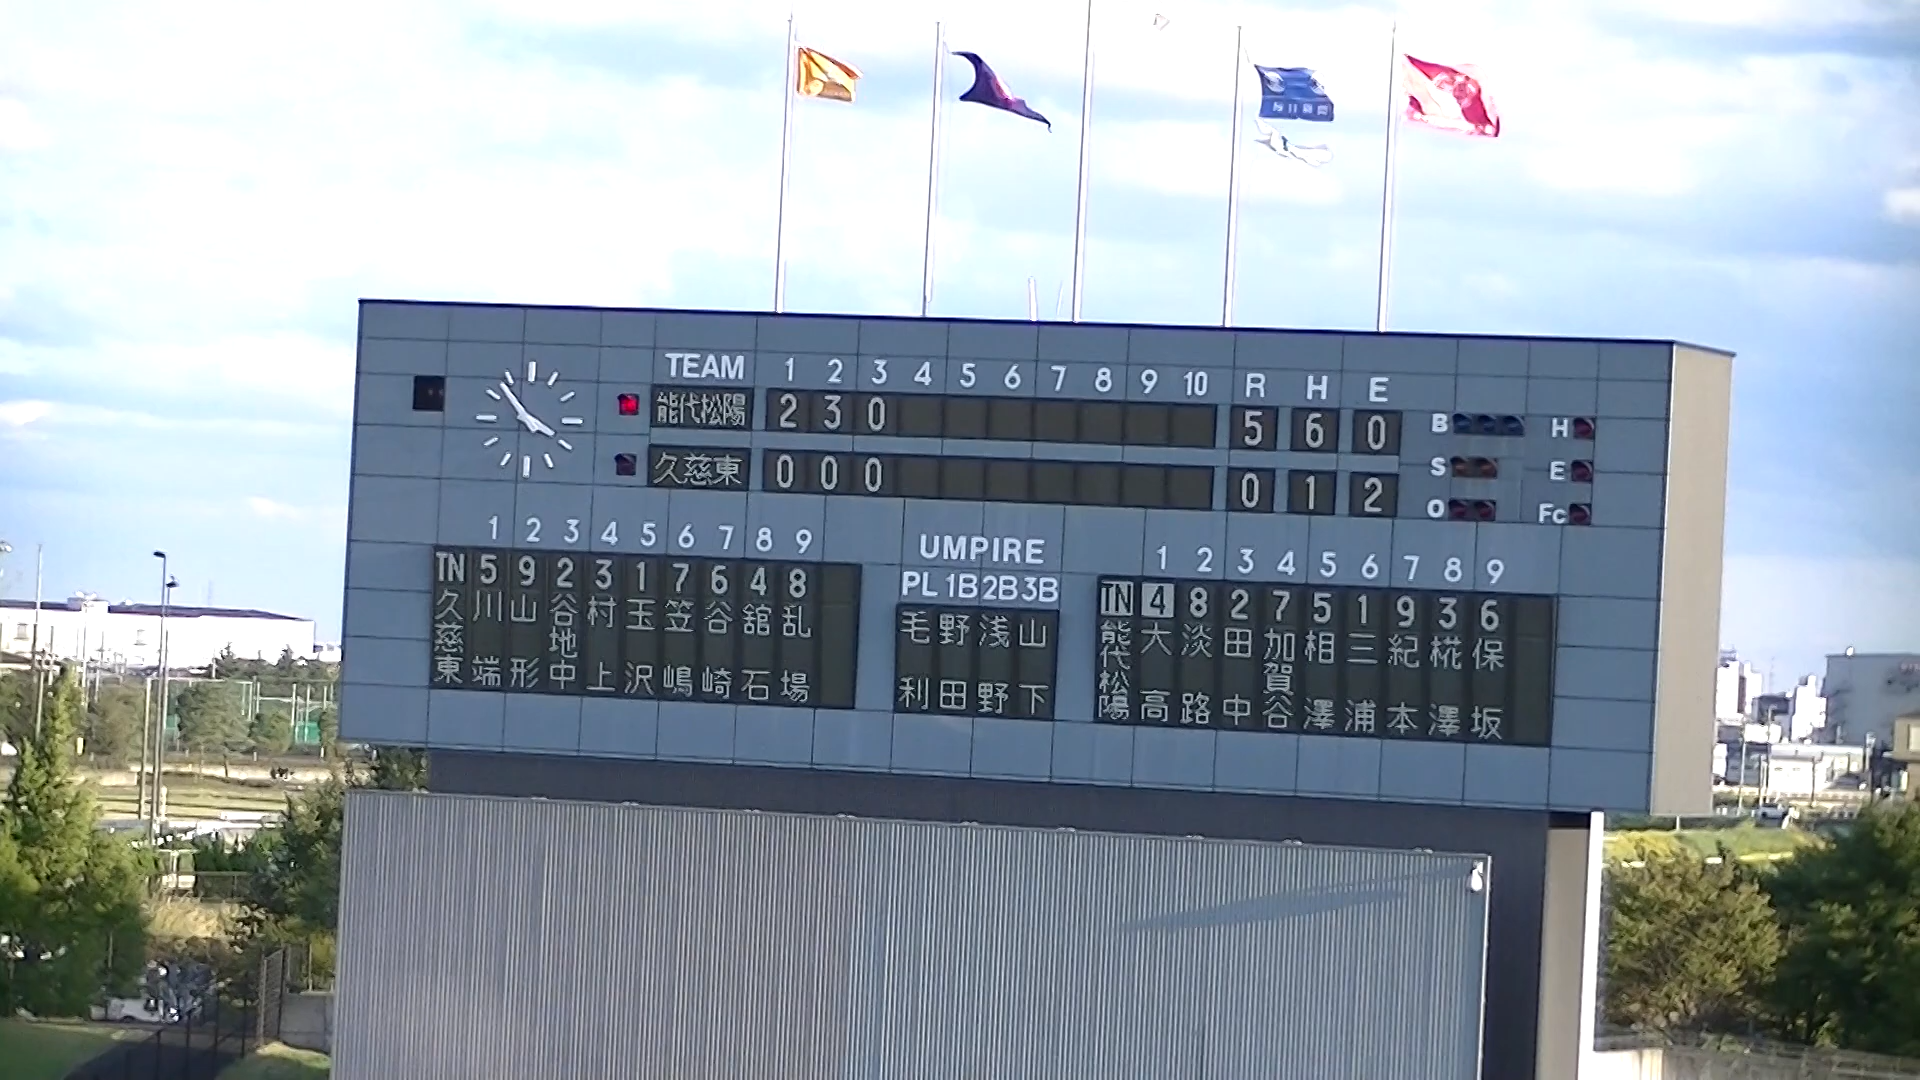 毎日新聞
TEAM 1 2 3 4 5 6 7 8 9 10 R H E
能代松陽 2 3 0 5 6 0
久慈東 0 0 0 0 1 2
B H
S E
O Fc
1 2 3 4 5 6 7 8 9
IN 5 9 2 3 1 7 6 4 8
久慈東 川端 山形 谷地中 村上 玉沢 笠嶋 谷崎 舘石 乱場
UMPIRE
PL 1B 2B 3B
毛利 野田 浅野 山下
1 2 3 4 5 6 7 8 9
IN 4 8 2 7 5 1 9 3 6
能代松陽 大高 淡路 田中 加賀谷 相澤 三浦 紀本 椛澤 保坂